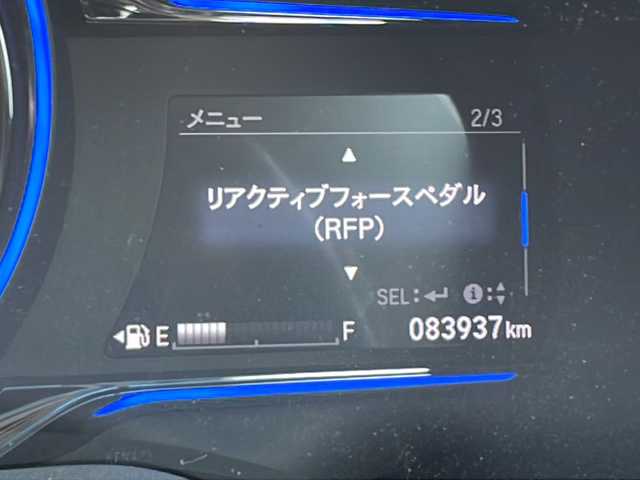 メニュー 2/3
リアクティブフォースペダル
(RFP)
SEL: i:
E F 083937km